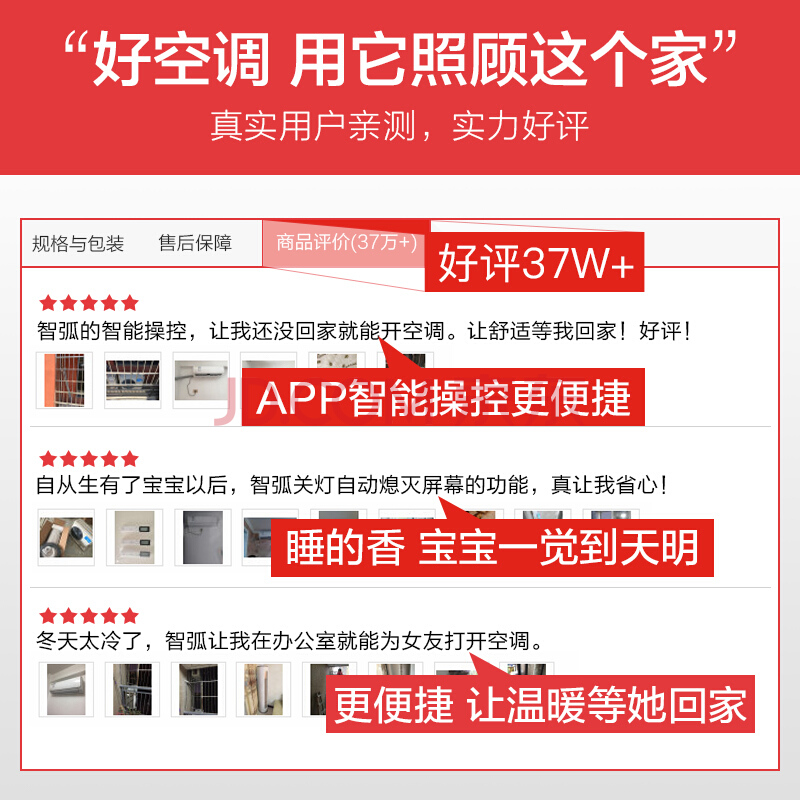 “好空调 用它照顾这个家”
真实用户亲测，实力好评
规格与包装 售后保障 商品评价(37万+)
好评37W+
智弧的智能操控，让我还没回家就能开空调。让舒适等我回家！好评！
APP智能操控更便捷
自从生有了宝宝以后，智弧关灯自动熄灭屏幕的功能，真让我省心！
睡的香 宝宝一觉到天明
冬天太冷了，智弧让我在办公室就能为女友打开空调。
更便捷 让温暖等她回家